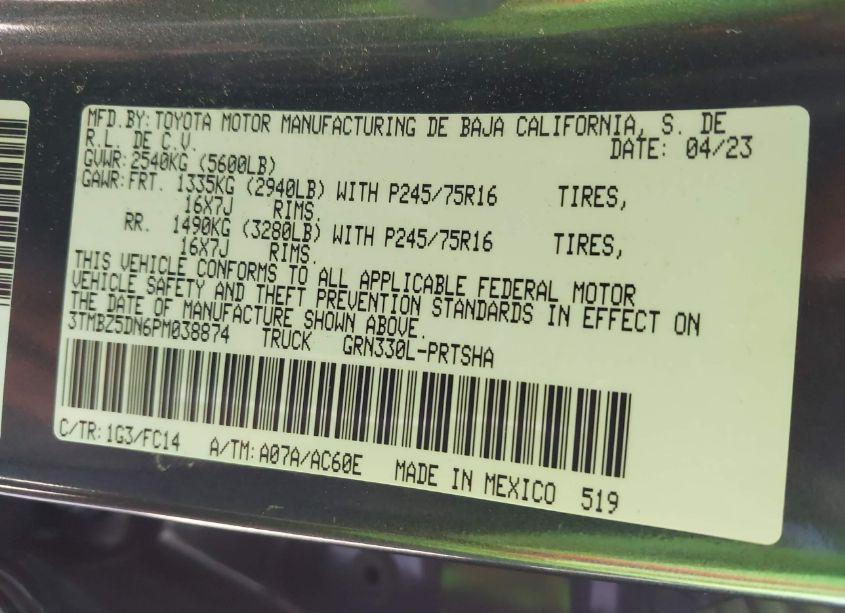 MFD.BY:TOYOTA MOTOR MANUFACTURING DE BAJA CALIFORNIA, S. DE
R.L. DE C.V. DATE: 04/23
GVWR:2540KG (5600LB)
GAWR:FRT. 1335KG (2940LB) WITH P245/75R16 TIRES,
16X7J RIMS.
RR. 1490KG (3280LB) WITH P245/75R16 TIRES,
16X7J RIMS.
THIS VEHICLE CONFORMS TO ALL APPLICABLE FEDERAL MOTOR
VEHICLE SAFETY AND THEFT PREVENTION STANDARDS IN EFFECT ON
THE DATE OF MANUFACTURE SHOWN ABOVE.
3TMBZ5DN6PM038874 TRUCK GRN330L-PRTSHA
C/TR:1G3/FC14 A/TM:A07A/AC60E MADE IN MEXICO 519